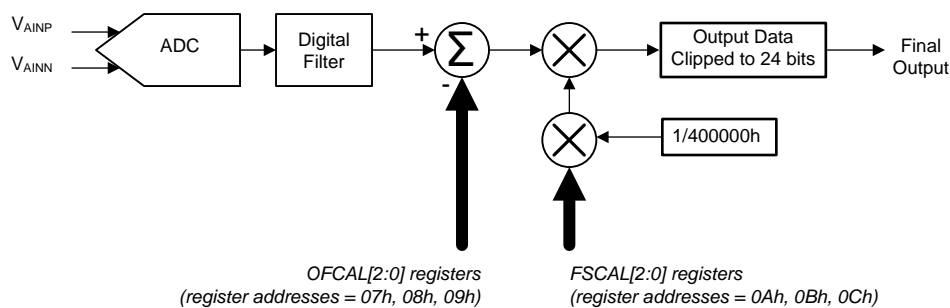 V_AINP
V_AINN
ADC
Digital
Filter
+
Σ
-
Output Data
Clipped to 24 bits
Final
Output
1/400000h
OFCAL[2:0] registers
(register addresses = 07h, 08h, 09h)
FSCAL[2:0] registers
(register addresses = 0Ah, 0Bh, 0Ch)